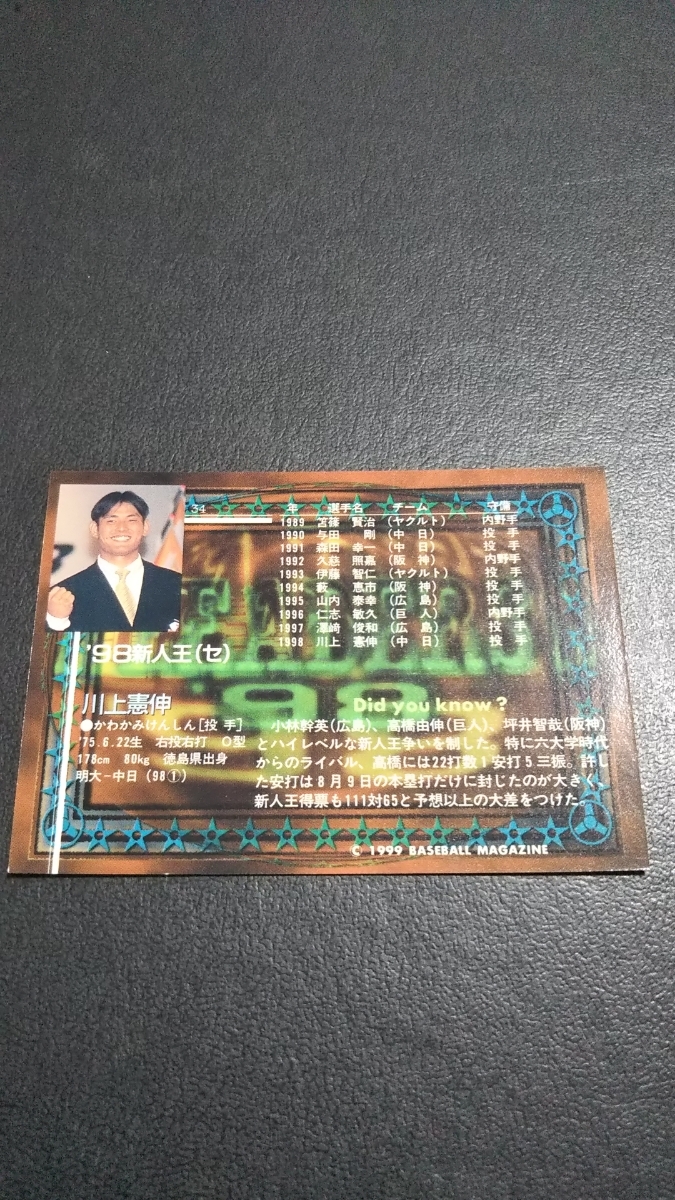 34
年 選手名 チーム 守備
1989 笘篠 賢治 (ヤクルト) 内野手
1990 与田 剛 (中 日) 投 手
1991 森田 幸一 (中 日) 投 手
1992 久慈 照嘉 (阪 神) 内野手
1993 伊藤 智仁 (ヤクルト) 投 手
1994 藪 恵市 (阪 神) 投 手
1995 山内 泰幸 (広 島) 投 手
1996 仁志 敏久 (巨 人) 内野手
1997 澤﨑 俊和 (広 島) 投 手
1998 川上 憲伸 (中 日) 投 手
LEADERS
'98
'98新人王(セ)
川上憲伸
●かわかみけんしん[投 手]
'75.6.22生 右投右打 O型
178cm 80kg 徳島県出身
明大－中日(98①)
Did you know?
小林幹英(広島)、高橋由伸(巨人)、坪井智哉(阪神)
とハイレベルな新人王争いを制した。特に六大学時代
からのライバル、高橋には22打数1安打5三振。許し
た安打は8月9日の本塁打だけに封じたのが大きく、
新人王得票も111対65と予想以上の大差をつけた。
© 1999 BASEBALL MAGAZINE